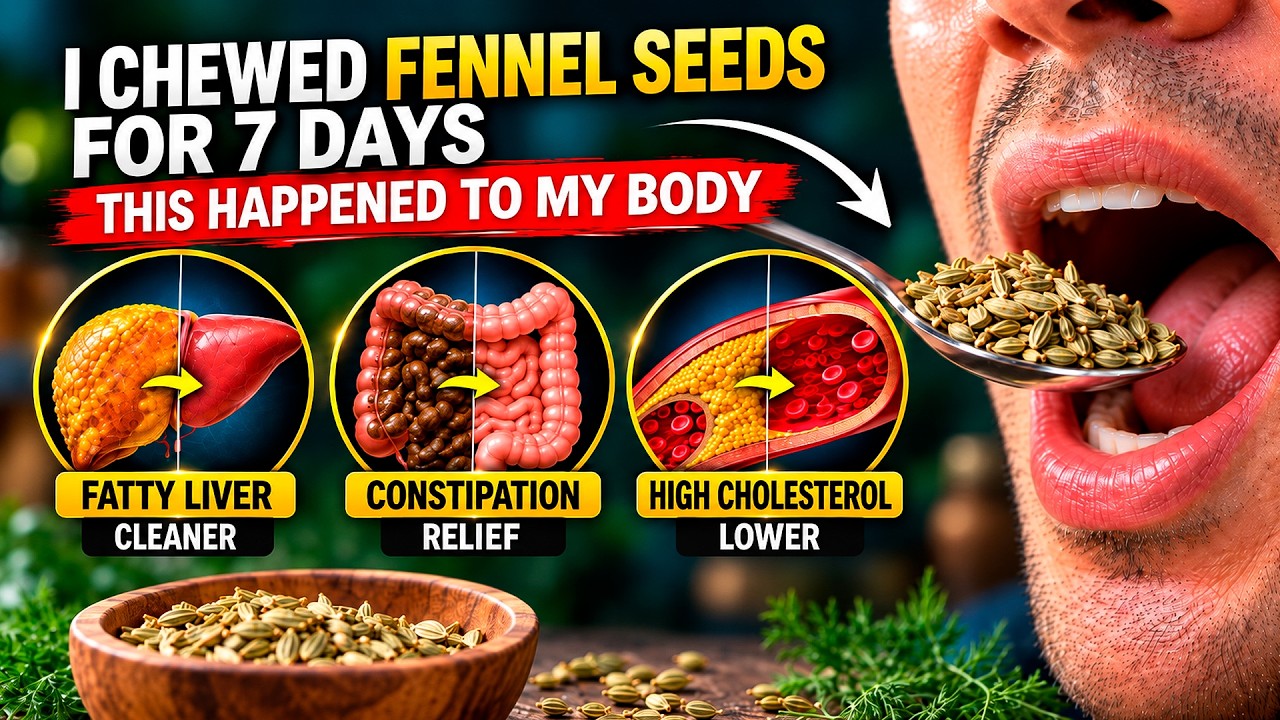 I CHEWED FENNEL SEEDS
FOR 7 DAYS
THIS HAPPENED TO MY BODY
FATTY LIVER
CLEANER
CONSTIPATION
RELIEF
HIGH CHOLESTEROL
LOWER